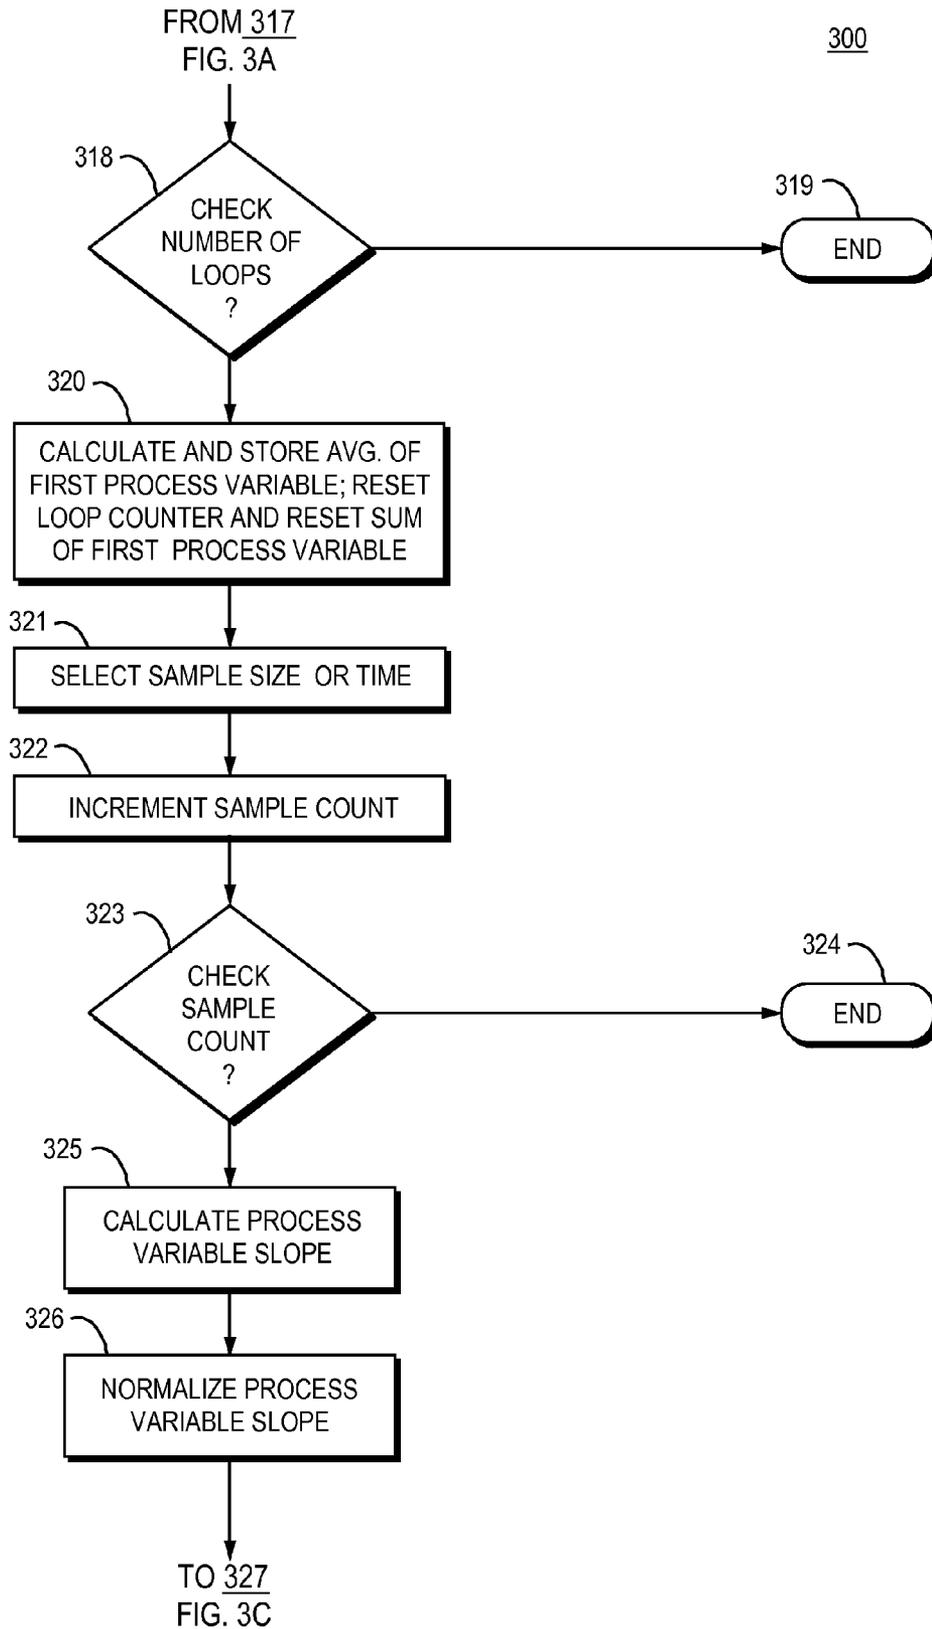 FROM 317
FIG. 3A
300
318
CHECK
NUMBER OF
LOOPS
?
319
END
320
CALCULATE AND STORE AVG. OF
FIRST PROCESS VARIABLE; RESET
LOOP COUNTER AND RESET SUM
OF FIRST PROCESS VARIABLE
321
SELECT SAMPLE SIZE OR TIME
322
INCREMENT SAMPLE COUNT
323
CHECK
SAMPLE
COUNT
?
324
END
325
CALCULATE PROCESS
VARIABLE SLOPE
326
NORMALIZE PROCESS
VARIABLE SLOPE
TO 327
FIG. 3C